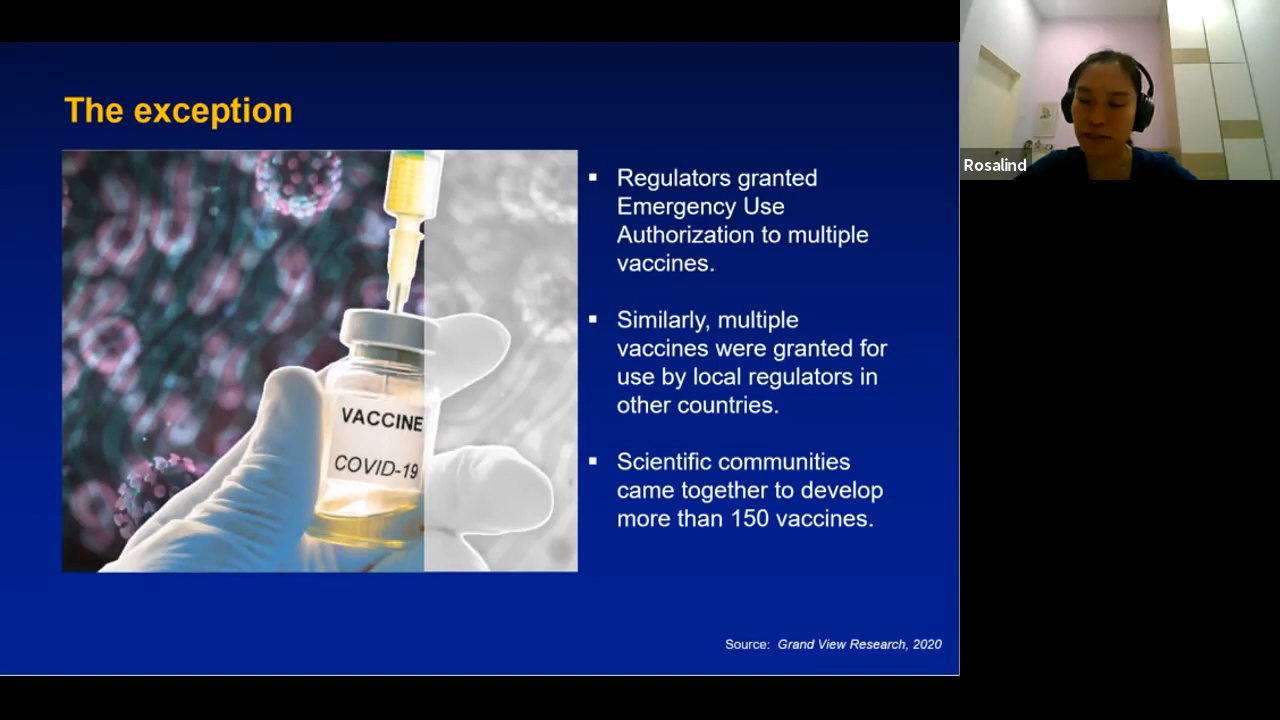 The exception
VACCINE
COVID-19
▪ Regulators granted
Emergency Use
Authorization to multiple
vaccines.
▪ Similarly, multiple
vaccines were granted for
use by local regulators in
other countries.
▪ Scientific communities
came together to develop
more than 150 vaccines.
Source: Grand View Research, 2020
Rosalind